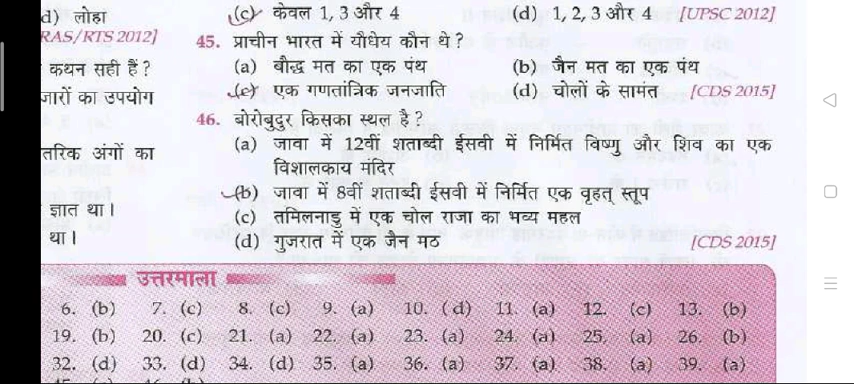 d) लोहा
RAS/RTS 2012]
कथन सही हैं ?
जारों का उपयोग
तरिक अंगों का
ज्ञात था।
था।
(c) केवल 1, 3 और 4 (d) 1, 2, 3 और 4 [UPSC 2012]
45. प्राचीन भारत में यौधेय कौन थे ?
(a) बौद्ध मत का एक पंथ (b) जैन मत का एक पंथ
(c) एक गणतांत्रिक जनजाति (d) चोलों के सामंत [CDS 2015]
46. बोरोबुदुर किसका स्थल है ?
(a) जावा में 12वीं शताब्दी ईसवी में निर्मित विष्णु और शिव का एक
विशालकाय मंदिर
(b) जावा में 8वीं शताब्दी ईसवी में निर्मित एक वृहत् स्तूप
(c) तमिलनाडु में एक चोल राजा का भव्य महल
(d) गुजरात में एक जैन मठ [CDS 2015]
उत्तरमाला
6. (b) 7. (c) 8. (c) 9. (a) 10. (d) 11. (a) 12. (c) 13. (b)
19. (b) 20. (c) 21. (a) 22. (a) 23. (a) 24. (a) 25. (a) 26. (b)
32. (d) 33. (d) 34. (d) 35. (a) 36. (a) 37. (a) 38. (a) 39. (a)